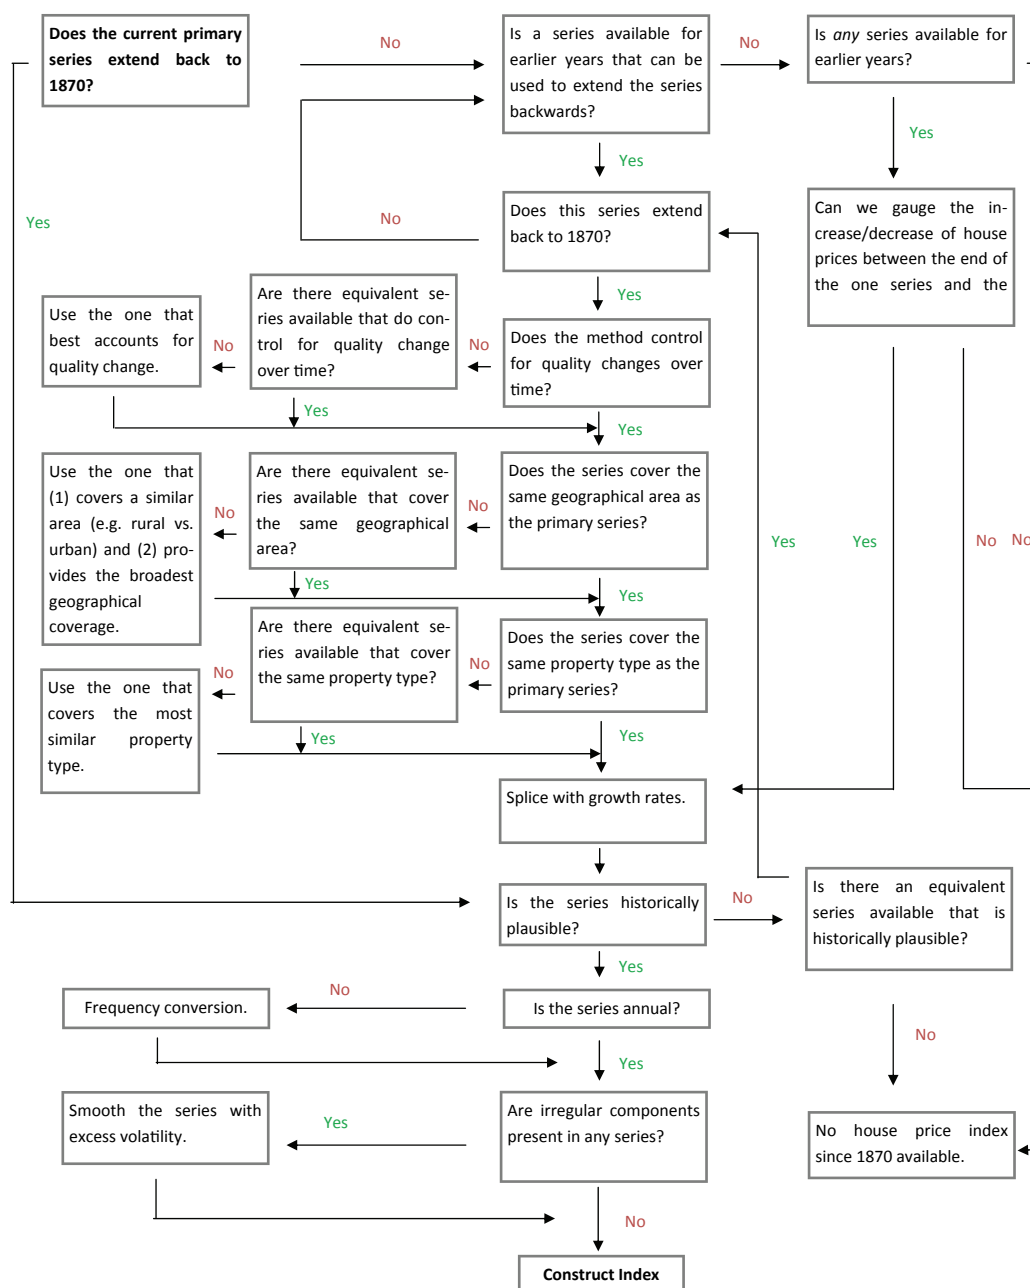 Does the current primary
series extend back to
1870?
No
Is a series available for
earlier years that can be
used to extend the series
backwards?
No
Is any series available for
earlier years?
Yes
Yes
Yes
No
Does this series extend
back to 1870?
Can we gauge the in-
crease/decrease of house
prices between the end of
the one series and the
Yes
Use the one that
best accounts for
quality change.
No
Are there equivalent se-
ries available that do con-
trol for quality change
over time?
No
Does the method control
for quality changes over
time?
Yes
Yes
Use the one that
(1) covers a similar
area (e.g. rural vs.
urban) and (2) pro-
vides the broadest
geographical
coverage.
No
Are there equivalent se-
ries available that cover
the same geographical
area?
No
Does the series cover the
same geographical area as
the primary series?
Yes
Yes
No
No
Yes
Yes
Use the one that
covers the most
similar property
type.
No
Are there equivalent se-
ries available that cover
the same property type?
No
Does the series cover the
same property type as the
primary series?
Yes
Yes
Splice with growth rates.
Is the series historically
plausible?
No
Is there an equivalent
series available that is
historically plausible?
Yes
Frequency conversion.
No
Is the series annual?
No
Yes
Smooth the series with
excess volatility.
Yes
Are irregular components
present in any series?
No house price index
since 1870 available.
No
Construct Index